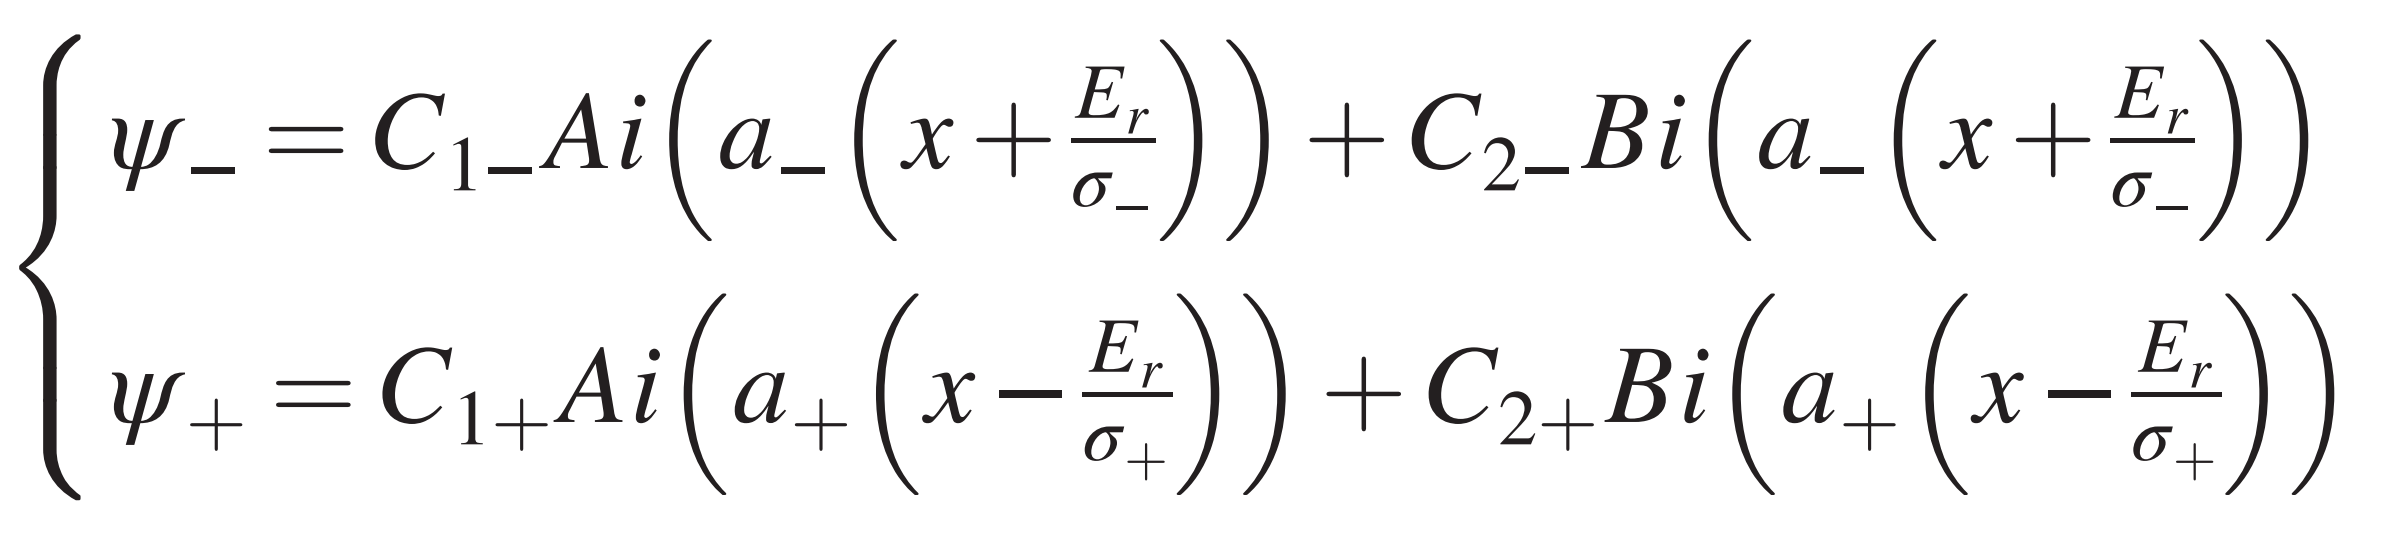 ψ₋ = C₁₋Ai(a₋(x + E_r/σ₋)) + C₂₋Bi(a₋(x + E_r/σ₋))
ψ₊ = C₁₊Ai(a₊(x − E_r/σ₊)) + C₂₊Bi(a₊(x − E_r/σ₊))